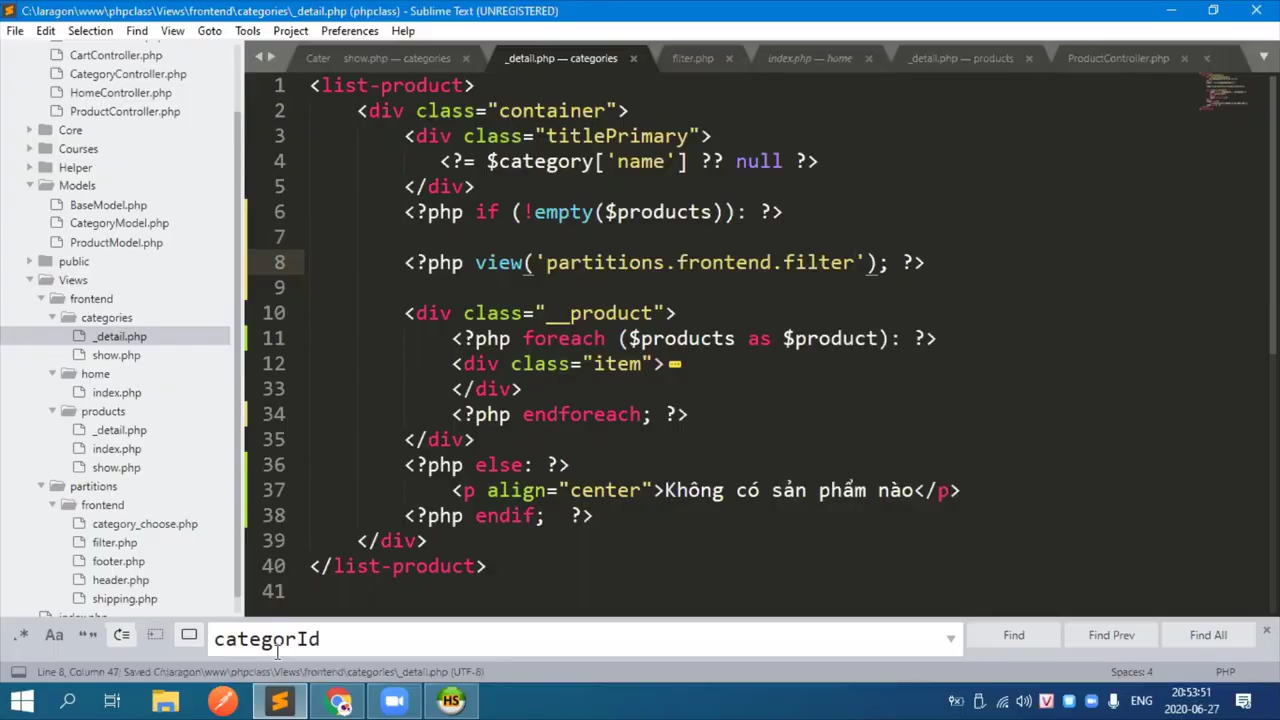 C:\laragon\www\phpclass\Views\frontend\categories\_detail.php (phpclass) - Sublime Text (UNREGISTERED)
File Edit Selection Find View Goto Tools Project Preferences Help
CartController.php
CategoryController.php
HomeController.php
ProductController.php
Core
Courses
Helper
Models
BaseModel.php
CategoryModel.php
ProductModel.php
public
Views
frontend
categories
_detail.php
show.php
home
index.php
products
_detail.php
index.php
show.php
partitions
frontend
category_choose.php
filter.php
footer.php
header.php
shipping.php
Cater show.php — categories _detail.php — categories filter.php index.php — home _detail.php — products ProductController.php
1 <list-product>
2 <div class="container">
3 <div class="titlePrimary">
4 <?= $category['name'] ?? null ?>
5 </div>
6 <?php if (!empty($products)): ?>
7
8 <?php view('partitions.frontend.filter'); ?>
9
10 <div class="__product">
11 <?php foreach ($products as $product): ?>
12 <div class="item">
33 </div>
34 <?php endforeach; ?>
35 </div>
36 <?php else: ?>
37 <p align="center">Không có sản phẩm nào</p>
38 <?php endif;  ?>
39 </div>
40 </list-product>
41
.* Aa “” categorId Find Find Prev Find All
Line 8, Column 47; Saved C:\laragon\www\phpclass\Views\frontend\categories\_detail.php (UTF-8) Spaces: 4 PHP
HS V ENG 20:53:51
2020-06-27